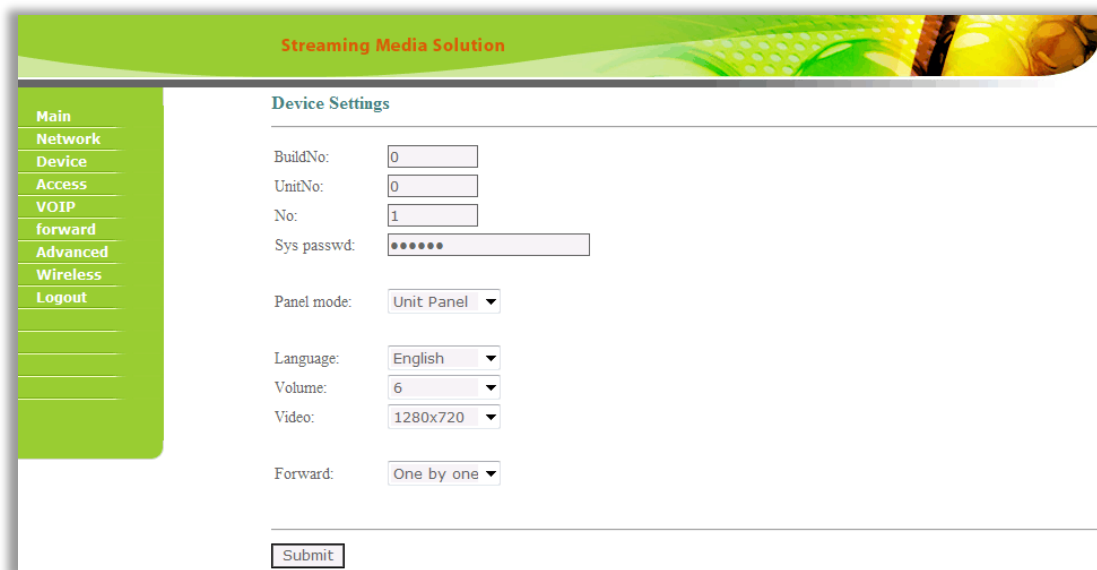 Streaming Media Solution
Main
Network
Device
Access
VOIP
forward
Advanced
Wireless
Logout
Device Settings
BuildNo: 0
UnitNo: 0
No: 1
Sys passwd: ●●●●●●
Panel mode: Unit Panel
Language: English
Volume: 6
Video: 1280x720
Forward: One by one
Submit